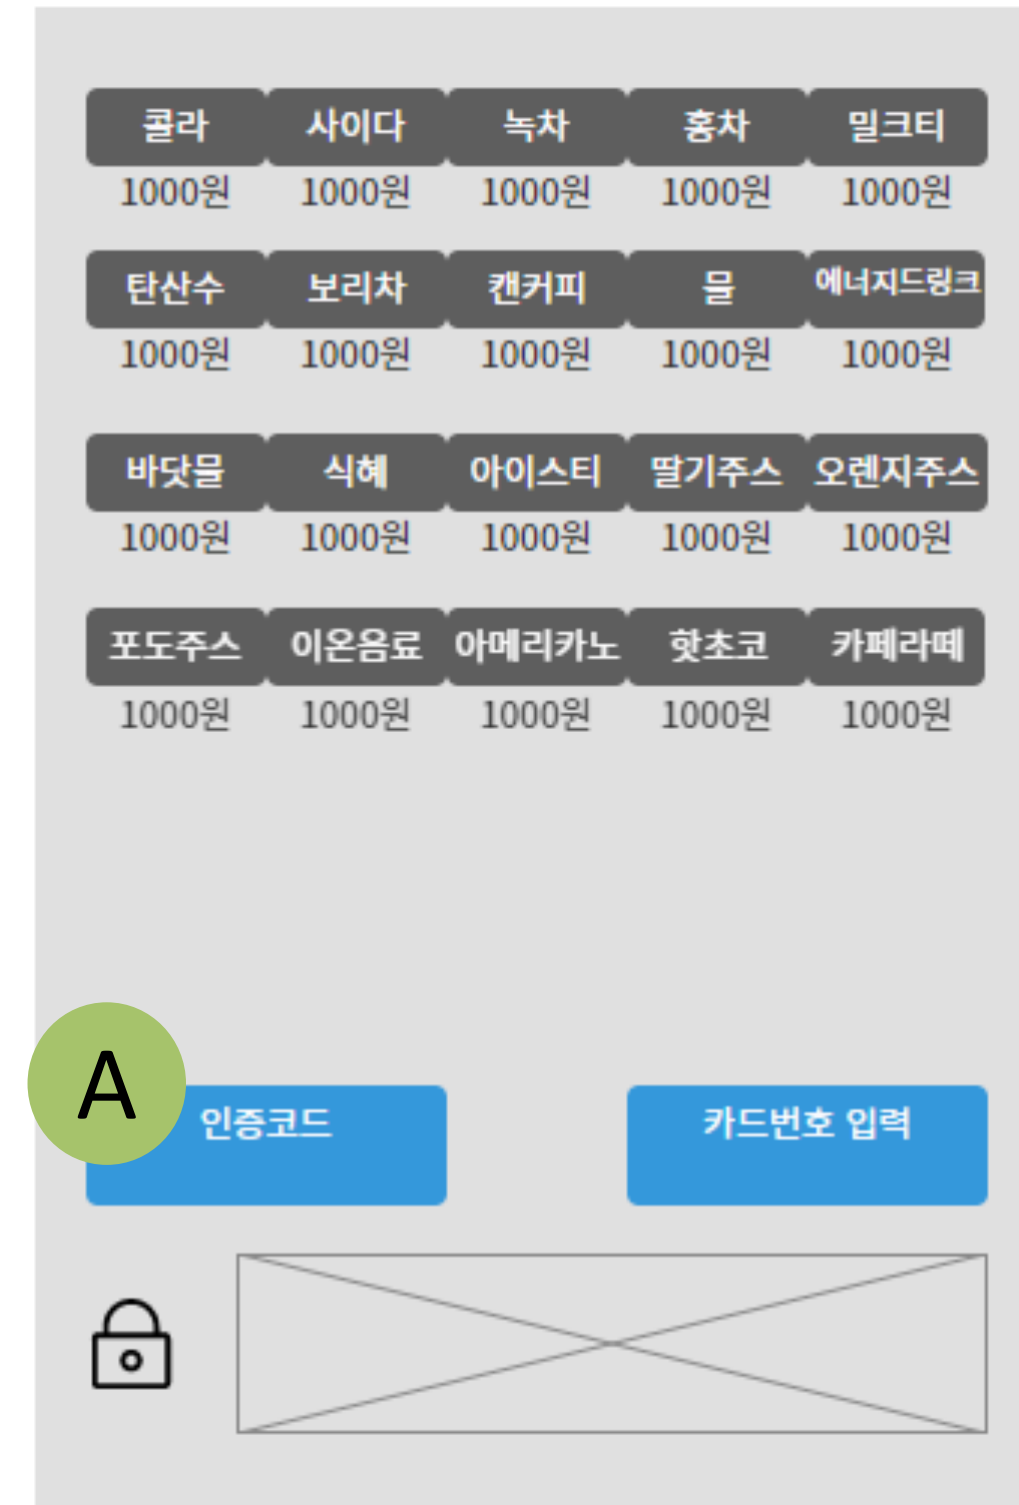 콜라 사이다 녹차 홍차 밀크티
1000원 1000원 1000원 1000원 1000원
탄산수 보리차 캔커피 물 에너지드링크
1000원 1000원 1000원 1000원 1000원
바닷물 식혜 아이스티 딸기주스 오렌지주스
1000원 1000원 1000원 1000원 1000원
포도주스 이온음료 아메리카노 핫초코 카페라떼
1000원 1000원 1000원 1000원 1000원
A
인증코드 카드번호 입력